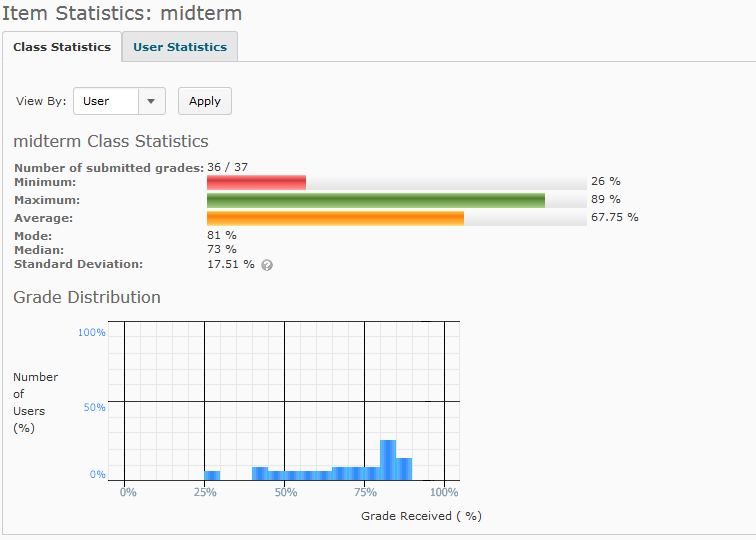 Item Statistics: midterm
Class Statistics
User Statistics
View By: User Apply
midterm Class Statistics
Number of submitted grades: 36 / 37
Minimum: 26 %
Maximum: 89 %
Average: 67.75 %
Mode: 81 %
Median: 73 %
Standard Deviation: 17.51 % ?
Grade Distribution
100%
Number
of
Users
(%)
50%
0%
0% 25% 50% 75% 100%
Grade Received ( %)